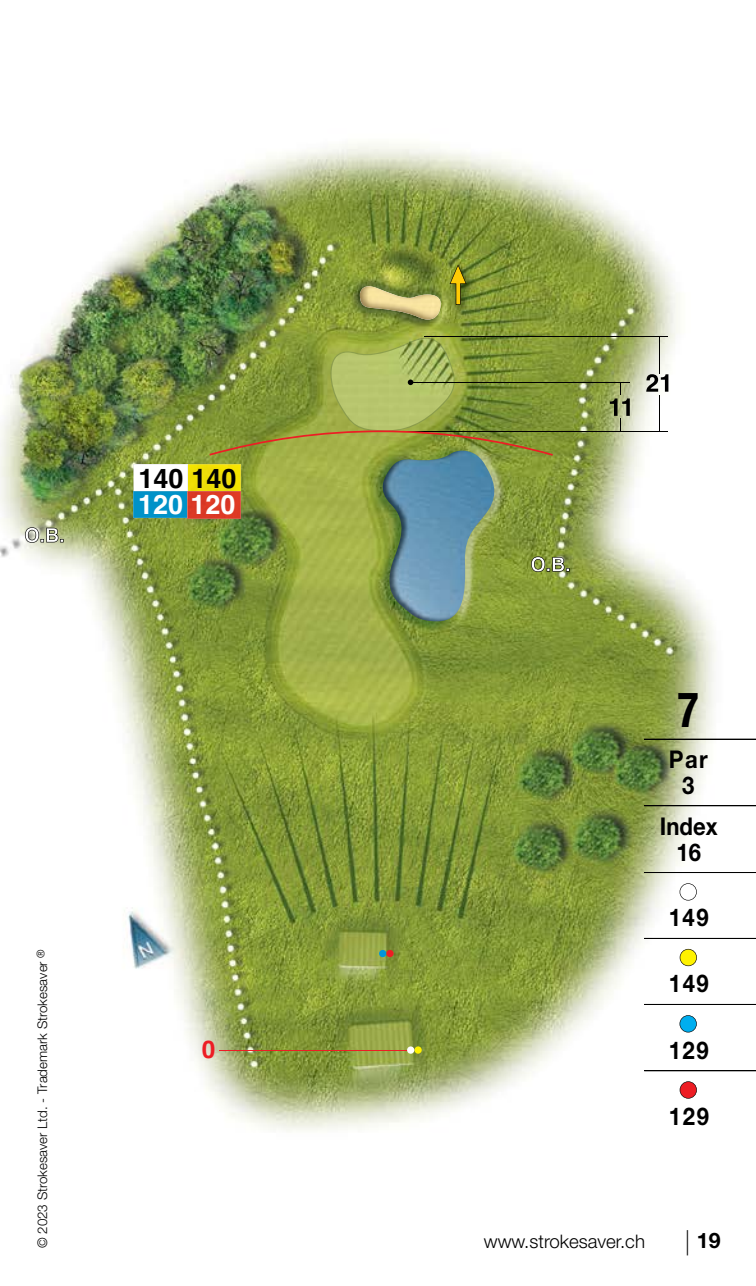 21
11
140 140
120 120
O.B.
O.B.
7
Par
3
Index
16
149
149
129
129
N
0
© 2023 Strokesaver Ltd. - Trademark Strokesaver ®
www.strokesaver.ch
19